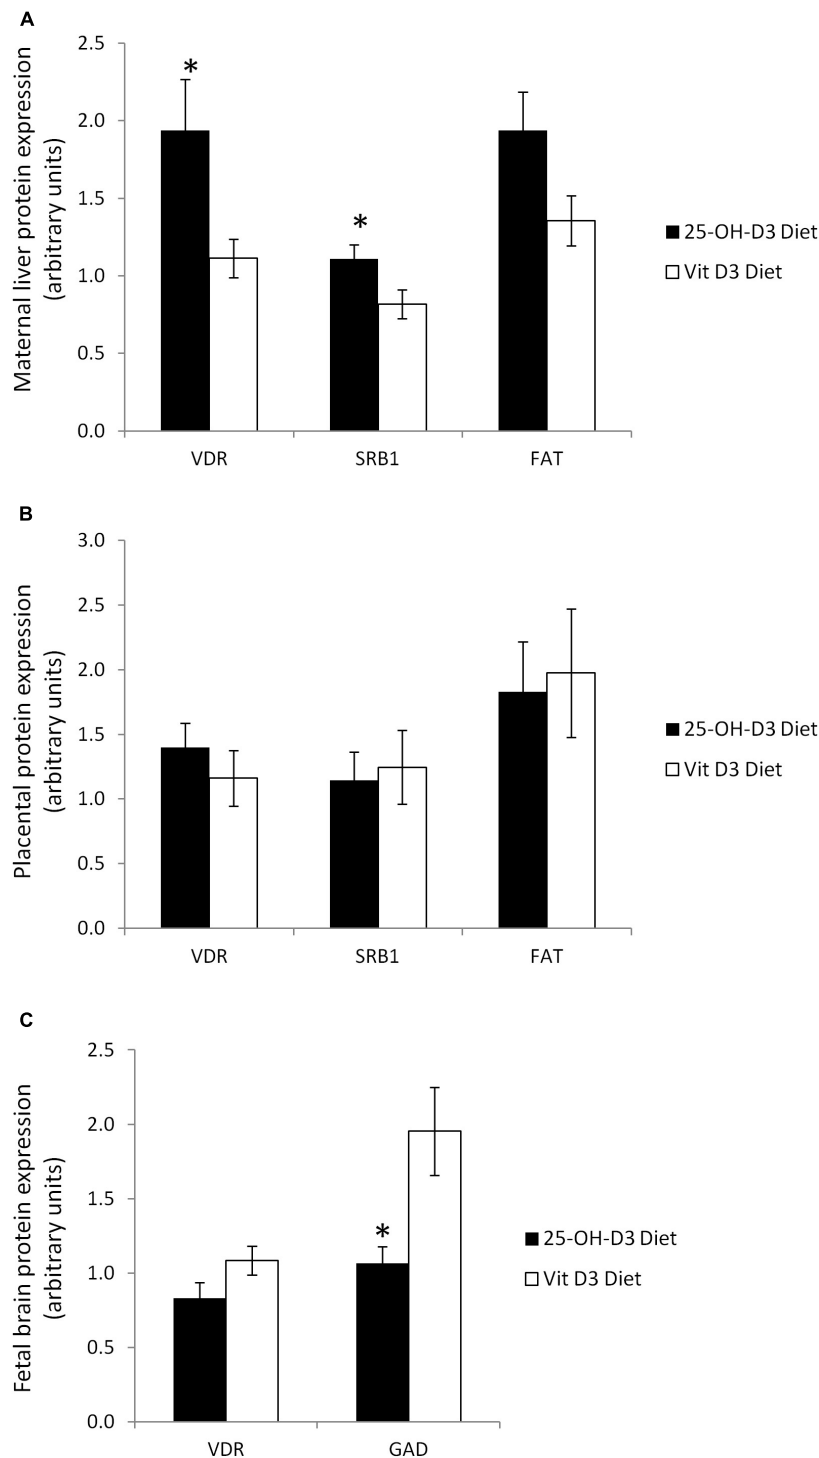 A
Maternal liver protein expression
(arbitrary units)
2.5
2.0
1.5
1.0
0.5
0.0
*
*
VDR
SRB1
FAT
25-OH-D3 Diet
Vit D3 Diet
B
Placental protein expression
(arbitrary units)
3.0
2.5
2.0
1.5
1.0
0.5
0.0
VDR
SRB1
FAT
25-OH-D3 Diet
Vit D3 Diet
C
Fetal brain protein expression
(arbitrary units)
2.5
2.0
1.5
1.0
0.5
0.0
*
VDR
GAD
25-OH-D3 Diet
Vit D3 Diet